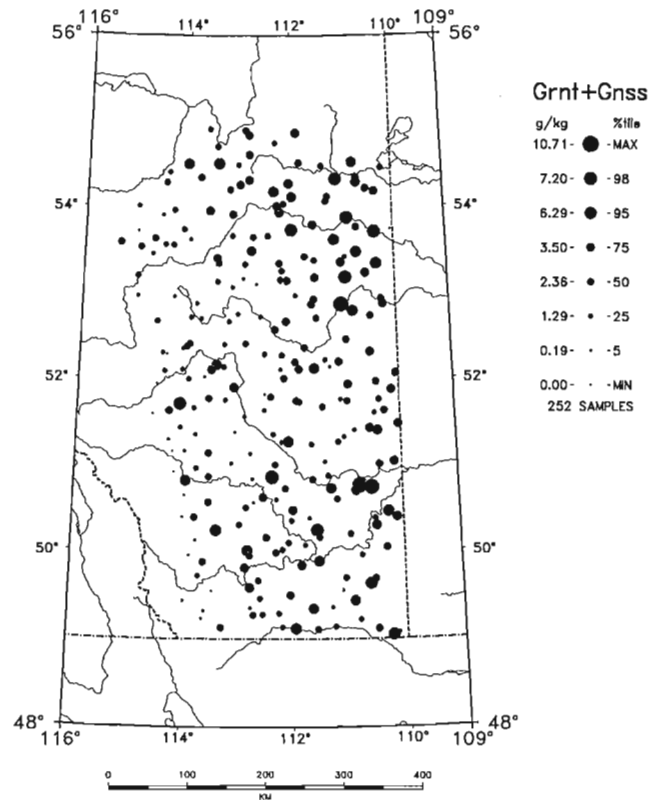 116° 110° 109°
114° 112°
56° 56°
Grnt+Gnss
g/kg %tile
10.71- -MAX
7.20- -98
6.29- -95
3.50- -75
2.36- -50
1.29- -25
0.19- -5
0.00- -MIN
252 SAMPLES
54° 54°
52° 52°
50° 50°
48° 48°
116° 114° 112° 110° 109°
0 100 200 300 400
KM